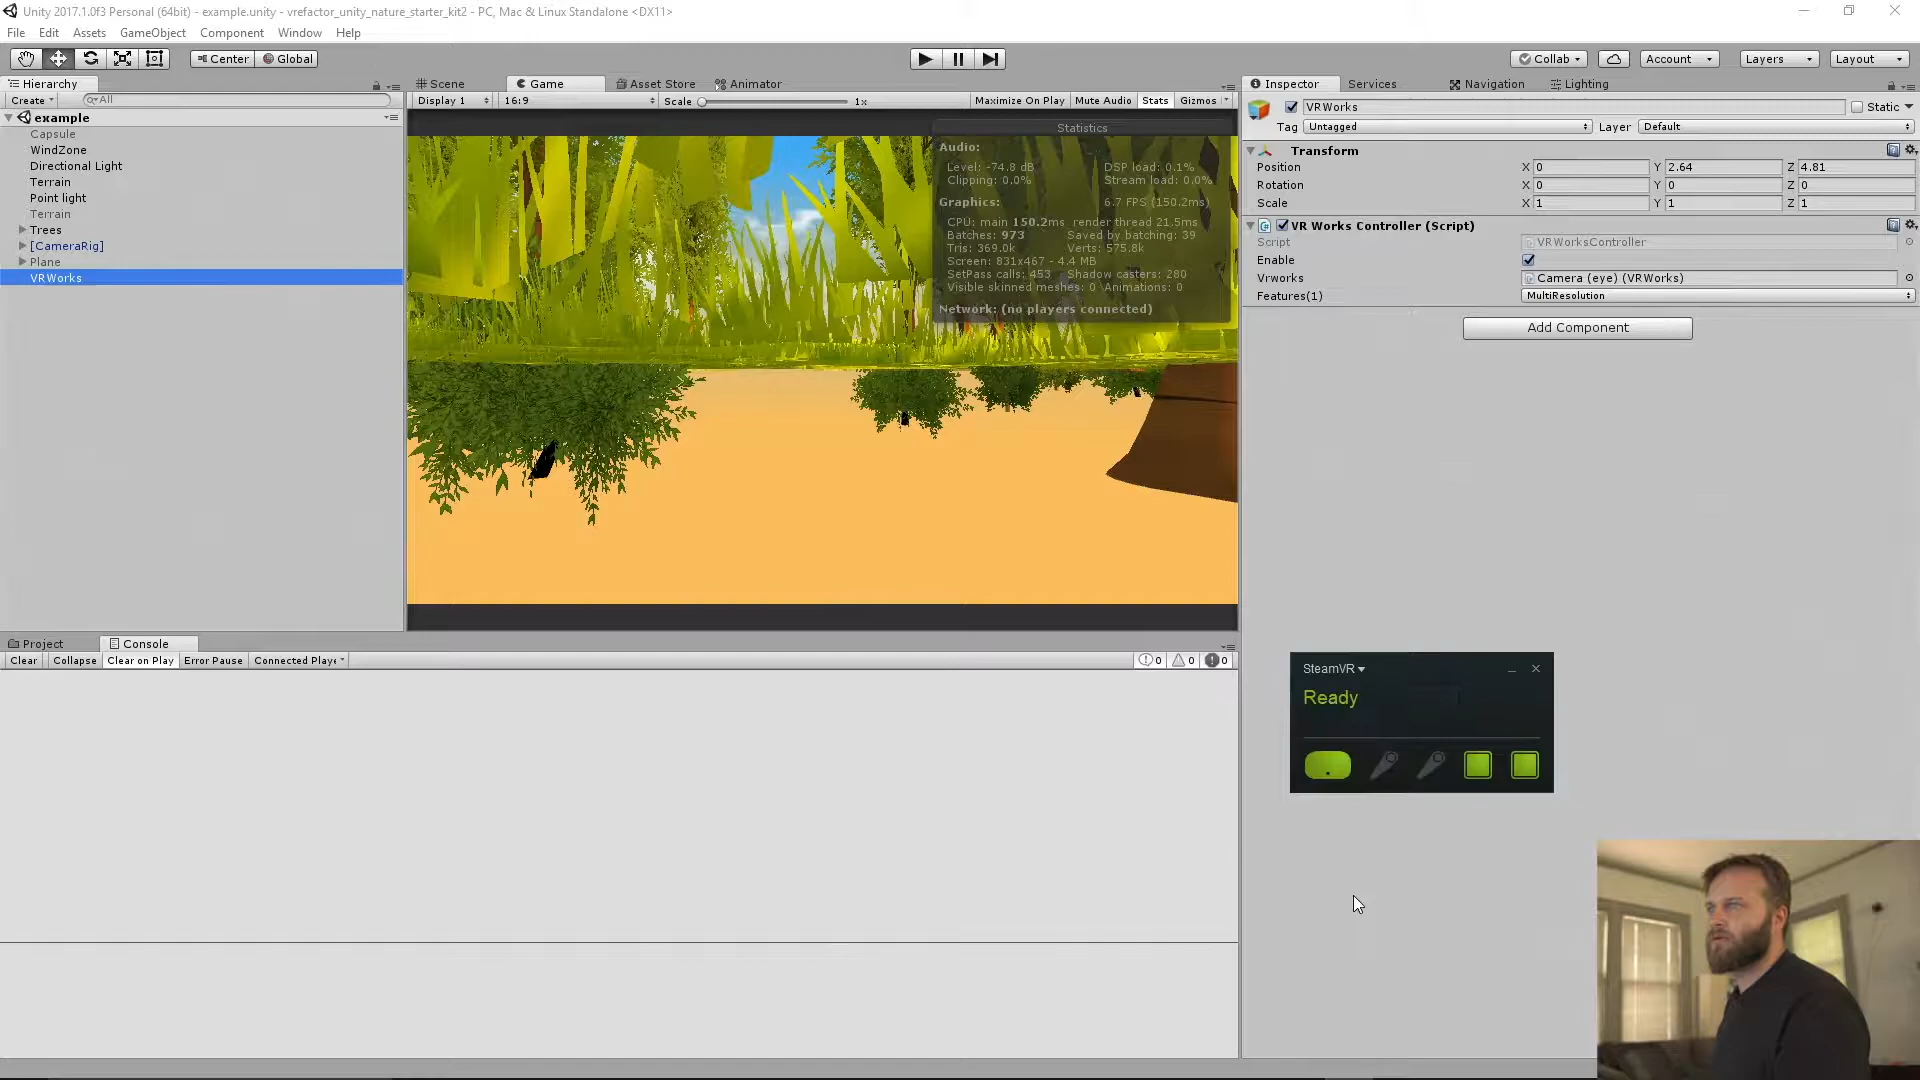 Unity 2017.1.0f3 Personal (64bit) - example.unity - vrefactor_unity_nature_starter_kit2 - PC, Mac & Linux Standalone <DX11>
File Edit Assets GameObject Component Window Help
Center Global Collab Account Layers Layout
Hierarchy
Create All
example
Capsule
WindZone
Directional Light
Terrain
Point light
Terrain
Trees
[CameraRig]
Plane
VRWorks
Scene Game Asset Store Animator
Display 1 16:9 Scale 1x Maximize On Play Mute Audio Stats Gizmos
Statistics
Audio:
Level: -74.8 dB DSP load: 0.1%
Clipping: 0.0% Stream load: 0.0%
Graphics: 6.7 FPS (150.2ms)
CPU: main 150.2ms render thread 21.5ms
Batches: 973 Saved by batching: 39
Tris: 369.0k Verts: 575.8k
Screen: 831x467 - 4.4 MB
SetPass calls: 453 Shadow casters: 280
Visible skinned meshes: 0 Animations: 0
Network: (no players connected)
Inspector Services Navigation Lighting
VRWorks Static
Tag Untagged Layer Default
Transform
Position X 0 Y 2.64 Z 4.81
Rotation X 0 Y 0 Z 0
Scale X 1 Y 1 Z 1
VR Works Controller (Script)
Script VRWorksController
Enable
Vrworks Camera (eye) (VRWorks)
Features(1) MultiResolution
Add Component
Project Console
Clear Collapse Clear on Play Error Pause Connected Playe 0 0 0
SteamVR
Ready